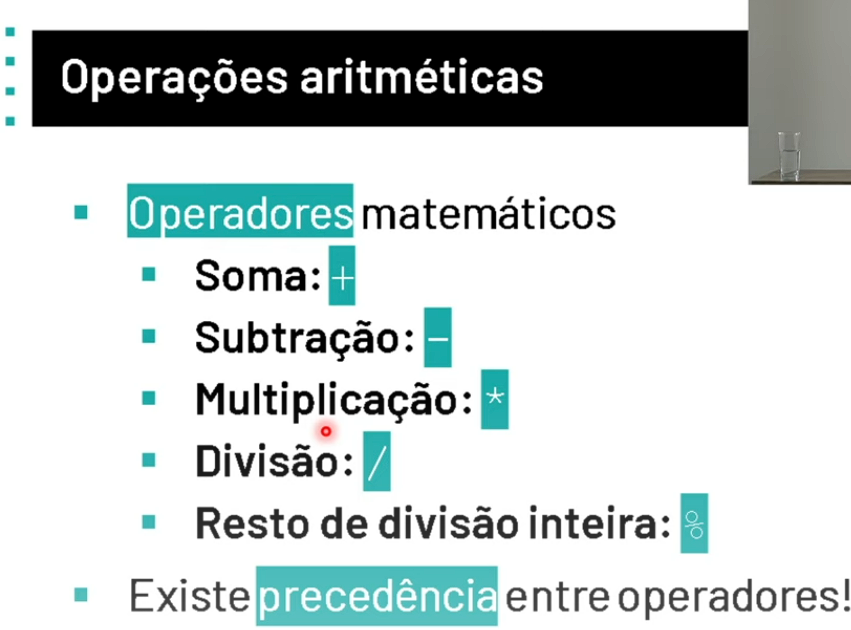 Operações aritméticas
Operadores matemáticos
Soma: +
Subtração: −
Multiplicação: *
Divisão: /
Resto de divisão inteira: %
Existe precedência entre operadores!